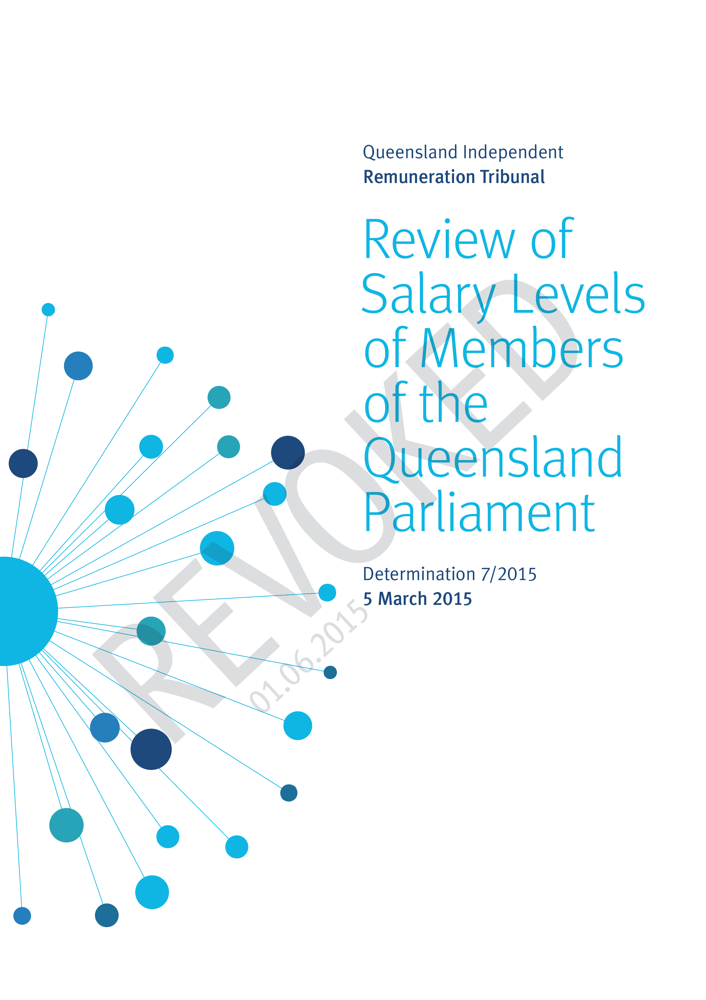 Queensland Independent
Remuneration Tribunal
Review of
Salary Levels
of Members
of the
Queensland
Parliament
Determination 7/2015
5 March 2015
REVOKED
01.06.2015